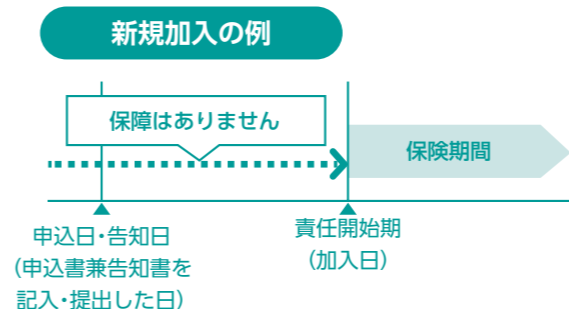 新規加入の例
保障はありません
保険期間
申込日・告知日
(申込書兼告知書を
記入・提出した日)
責任開始期
(加入日)